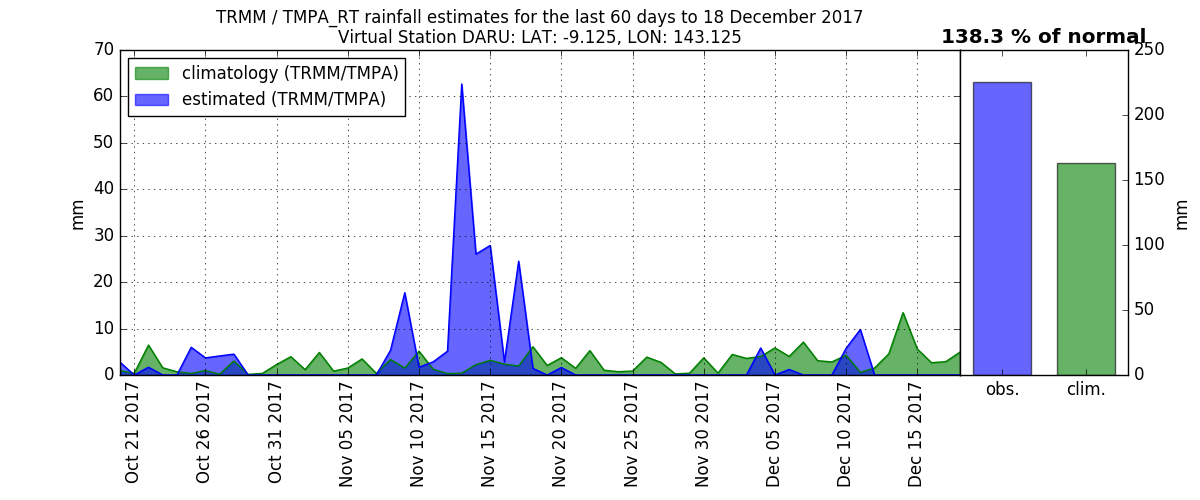 TRMM / TMPA_RT rainfall estimates for the last 60 days to 18 December 2017
Virtual Station DARU: LAT: -9.125, LON: 143.125
138.3 % of normal
climatology (TRMM/TMPA)
estimated (TRMM/TMPA)
mm
70
60
50
40
30
20
10
0
Oct 21 2017
Oct 26 2017
Oct 31 2017
Nov 05 2017
Nov 10 2017
Nov 15 2017
Nov 20 2017
Nov 25 2017
Nov 30 2017
Dec 05 2017
Dec 10 2017
Dec 15 2017
250
200
150
100
50
0
mm
obs.
clim.